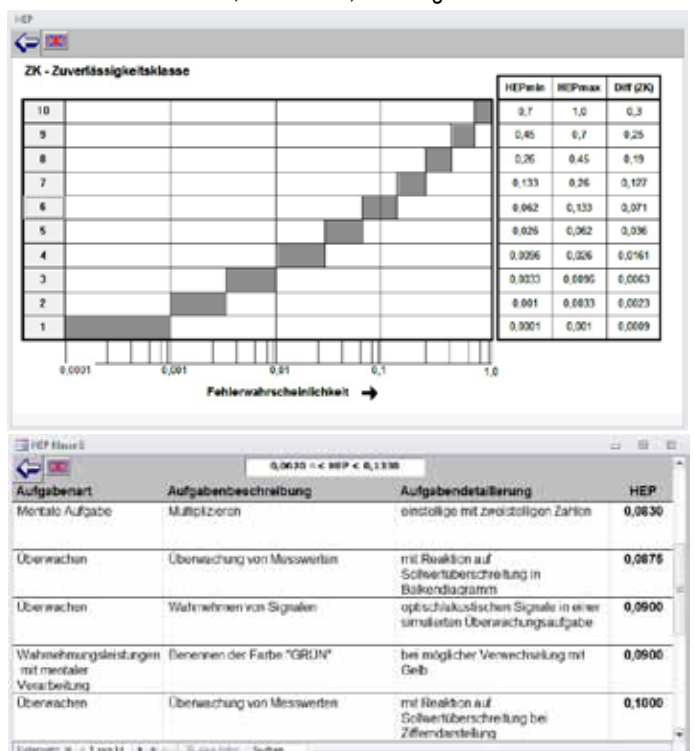 HEP
ZK - Zuverlässigkeitsklasse
HEPmin HEPmax Diff (ZK)
10 0,7 1,0 0,3
9 0,45 0,7 0,25
8 0,26 0,45 0,19
7 0,133 0,26 0,127
6 0,062 0,133 0,071
5 0,026 0,062 0,036
4 0,0096 0,026 0,0161
3 0,0033 0,0096 0,0063
2 0,001 0,0033 0,0023
1 0,0001 0,001 0,0009
0,0001 0,001 0,01 0,1 1,0
Fehlerwahrscheinlichkeit
HEP Klasse
=< HEP <
Aufgabenart Aufgabenbeschreibung Aufgabendetaillierung HEP
Mentale Aufgabe Multiplizieren einstellige mit zweistelligen Zahlen 0,0830
Überwachen Überwachung von Messwerten mit Reaktion auf 0,0875
Sollwertüberschreitung in
Balkendiagramm
Überwachen Wahrnehmen von Signalen optisch/akustischen Signale in einer 0,0900
simulierten Überwachungsaufgabe
Wahrnehmungsleistungen Benennen der Farbe "GRÜN" bei möglicher Verwechselung mit 0,0900
mit mentaler Gelb
Verarbeitung
Überwachen Überwachung von Messwerten mit Reaktion auf 0,1000
Sollwertüberschreitung bei
Zifferndarstellung
Suchen